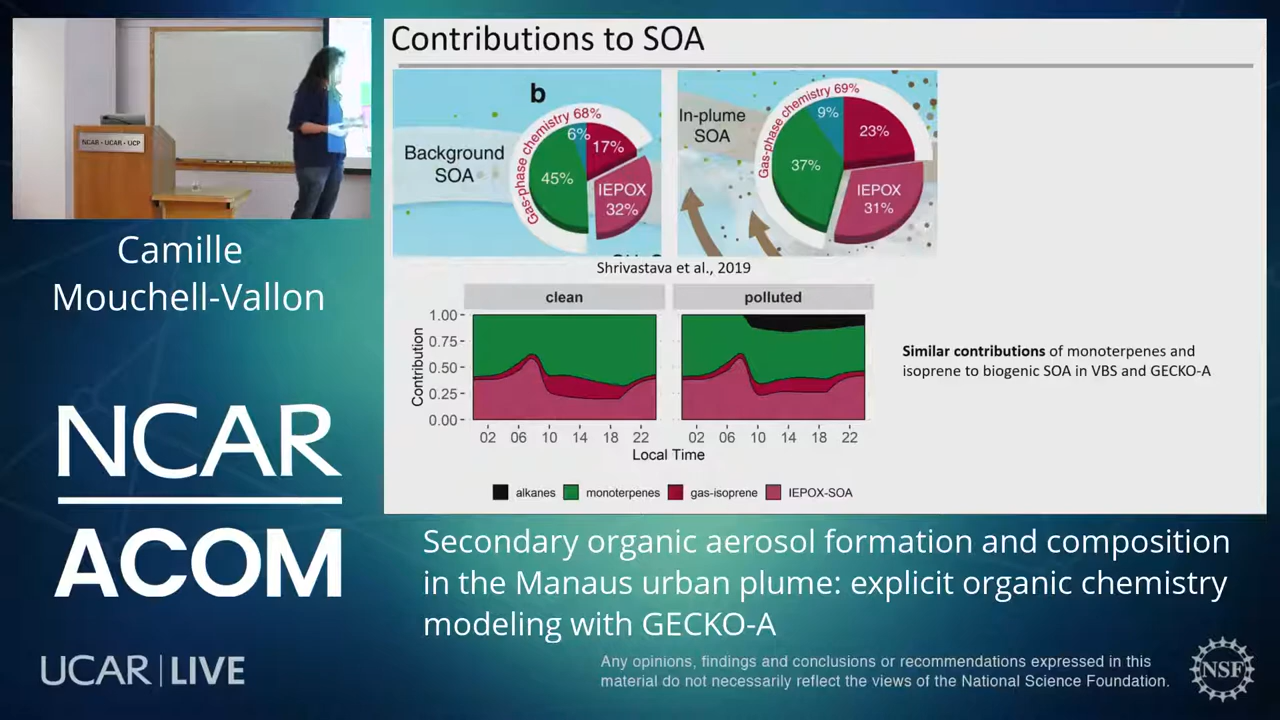 Contributions to SOA
b
Background
SOA
Gas-phase chemistry 68%
6%
17%
45%
IEPOX
32%
In-plume
SOA
Gas-phase chemistry 69%
9%
23%
37%
IEPOX
31%
Shrivastava et al., 2019
clean
polluted
Contribution
1.00
0.75
0.50
0.25
0.00
02 06 10 14 18 22
02 06 10 14 18 22
Local Time
alkanes monoterpenes gas-isoprene IEPOX-SOA
Similar contributions of monoterpenes and
isoprene to biogenic SOA in VBS and GECKO-A
NCAR • UCAR • UCP
Camille
Mouchell-Vallon
NCAR
ACOM
UCAR | LIVE
Secondary organic aerosol formation and composition
in the Manaus urban plume: explicit organic chemistry
modeling with GECKO-A
Any opinions, findings and conclusions or recommendations expressed in this
material do not necessarily reflect the views of the National Science Foundation.
NSF